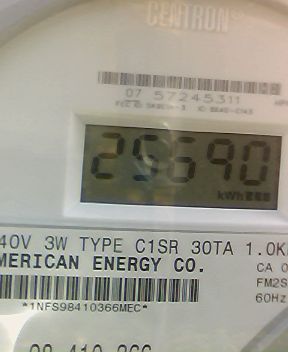 CENTRON®
07 57245311
25690
kWh
40V 3W TYPE C1SR 30TA 1.0K
MERICAN ENERGY CO.
CA 0
FM2S
60Hz
*1NFS98410366MEC*